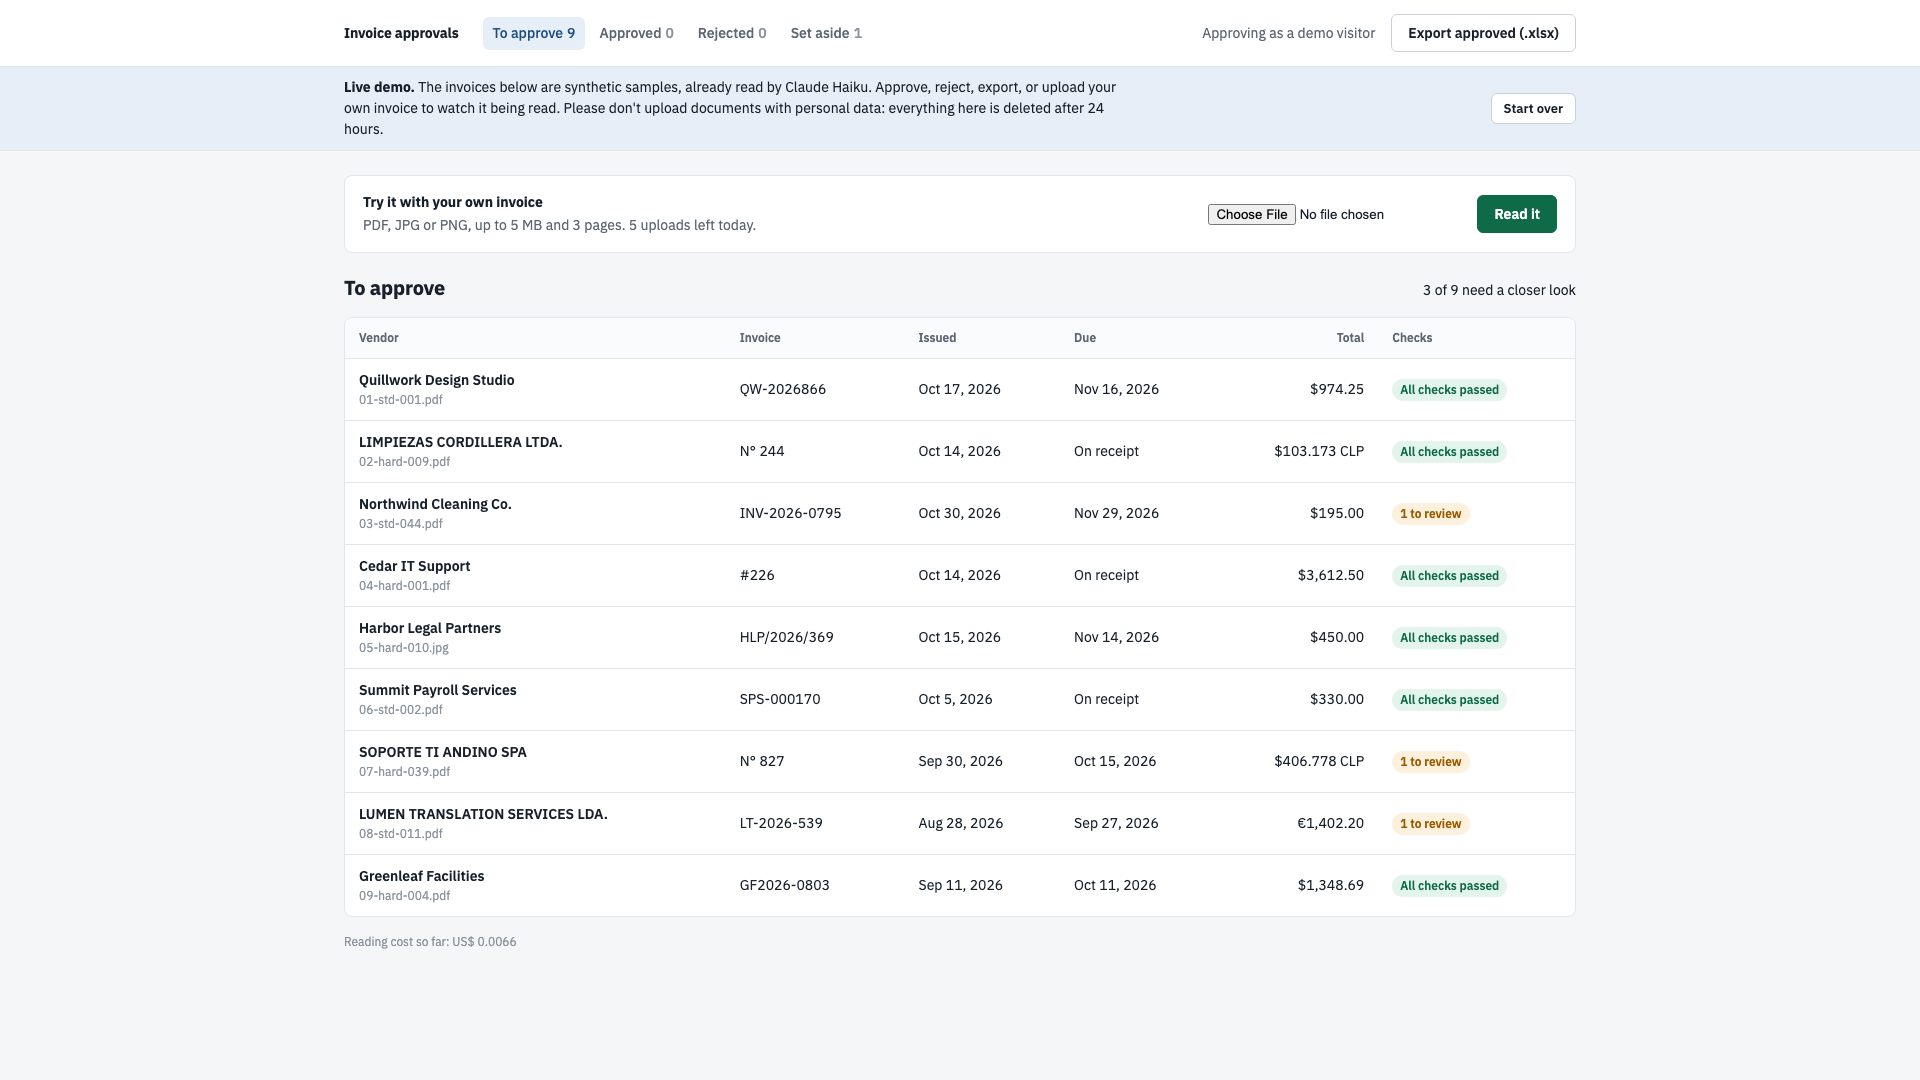 Invoice approvals
To approve 9
Approved 0
Rejected 0
Set aside 1
Approving as a demo visitor
Export approved (.xlsx)
Live demo. The invoices below are synthetic samples, already read by Claude Haiku. Approve, reject, export, or upload your
own invoice to watch it being read. Please don't upload documents with personal data: everything here is deleted after 24
hours.
Start over
Try it with your own invoice
PDF, JPG or PNG, up to 5 MB and 3 pages. 5 uploads left today.
Choose File No file chosen
Read it
To approve
3 of 9 need a closer look
Vendor Invoice Issued Due Total Checks
Quillwork Design Studio
01-std-001.pdf
QW-2026866 Oct 17, 2026 Nov 16, 2026 $974.25 All checks passed
LIMPIEZAS CORDILLERA LTDA.
02-hard-009.pdf
N° 244 Oct 14, 2026 On receipt $103.173 CLP All checks passed
Northwind Cleaning Co.
03-std-044.pdf
INV-2026-0795 Oct 30, 2026 Nov 29, 2026 $195.00 1 to review
Cedar IT Support
04-hard-001.pdf
#226 Oct 14, 2026 On receipt $3,612.50 All checks passed
Harbor Legal Partners
05-hard-010.jpg
HLP/2026/369 Oct 15, 2026 Nov 14, 2026 $450.00 All checks passed
Summit Payroll Services
06-std-002.pdf
SPS-000170 Oct 5, 2026 On receipt $330.00 All checks passed
SOPORTE TI ANDINO SPA
07-hard-039.pdf
N° 827 Sep 30, 2026 Oct 15, 2026 $406.778 CLP 1 to review
LUMEN TRANSLATION SERVICES LDA.
08-std-011.pdf
LT-2026-539 Aug 28, 2026 Sep 27, 2026 €1,402.20 1 to review
Greenleaf Facilities
09-hard-004.pdf
GF2026-0803 Sep 11, 2026 Oct 11, 2026 $1,348.69 All checks passed
Reading cost so far: US$ 0.0066